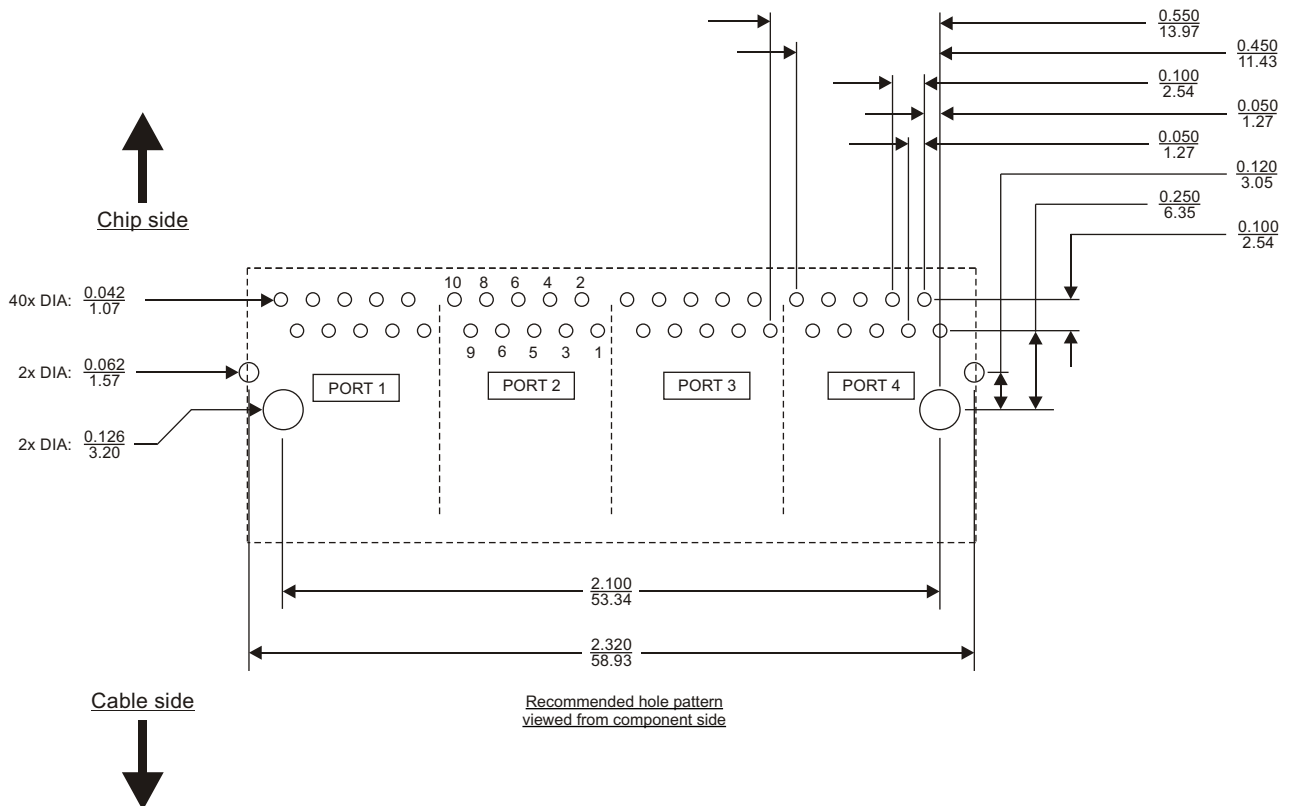 0.550
13.97
0.450
11.43
0.100
2.54
0.050
1.27
0.050
1.27
0.120
3.05
0.250
6.35
0.100
2.54
Chip side
40x DIA: 0.042
1.07
10 8 6 4 2
9 6 5 3 1
2x DIA: 0.062
1.57
PORT 1 PORT 2 PORT 3 PORT 4
2x DIA: 0.126
3.20
2.100
53.34
2.320
58.93
Cable side
Recommended hole pattern
viewed from component side